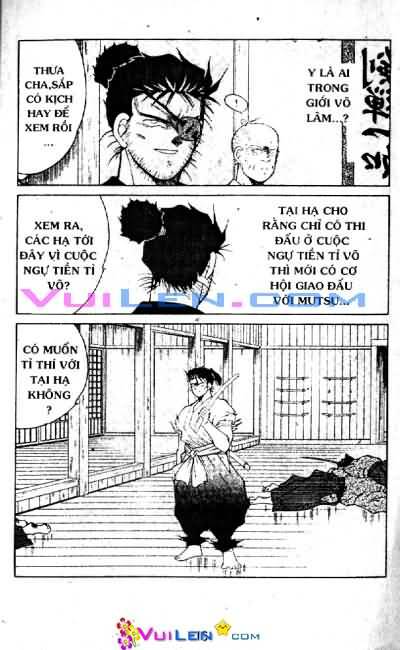 Y LÀ AI
TRONG
GIỚI VÕ
LÂM...?
THƯA
CHA,SẮP
CÓ KỊCH
HAY ĐỂ
XEM RỒI
...
TẠI HẠ CHO
RẰNG CHỈ CÓ THI
ĐẤU Ở CUỘC
NGỰ TIỀN TỈ VÕ
THÌ MỚI CÓ CƠ
HỘI GIAO ĐẤU
VỚI MUTSU...
XEM RA,
CÁC HẠ TỚI
ĐÂY VÌ CUỘC
NGỰ TIỀN TỈ
VÕ?
VUILEN.COM
CÓ MUỐN
TỈ THÍ VỚI
TẠI HẠ
KHÔNG
?
VUILEN.COM